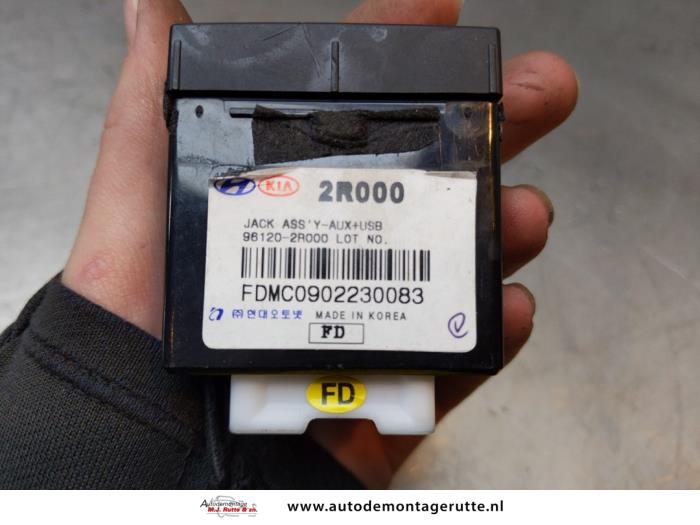 KIA 2R000
JACK ASS'Y-AUX+USB
96120-2R000 LOT NO.
FDMC0902230083
㈜현대오토넷 MADE IN KOREA
FD
FD
Autodemontage
M.J. Rutte & zn.
www.autodemontagerutte.nl